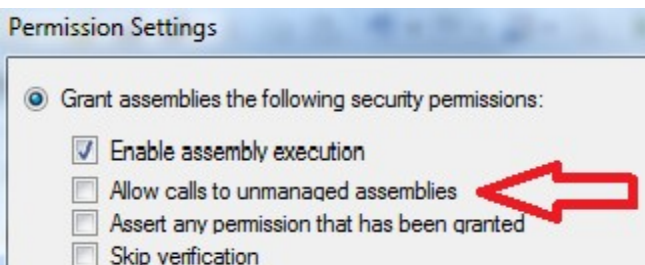 Permission Settings
Grant assemblies the following security permissions:
Enable assembly execution
Allow calls to unmanaged assemblies
Assert any permission that has been granted
Skip verification